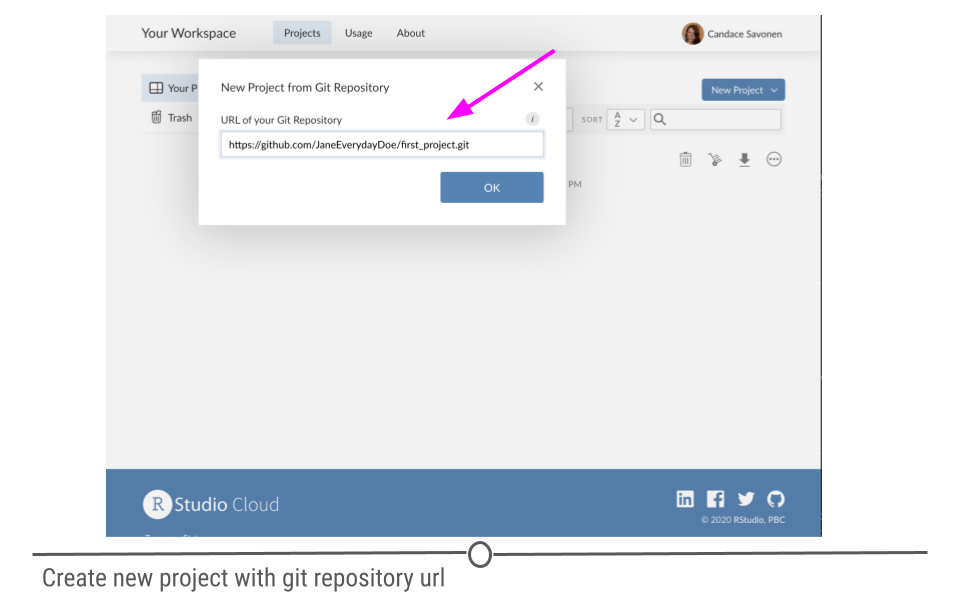 Your Workspace Projects Usage About Candace Savonen
New Project from Git Repository
Your P New Project
Trash URL of your Git Repository i SORT A Z
https://github.com/JaneEverydayDoe/first_project.git
OK PM
R Studio Cloud
© 2020 RStudio, PBC
Create new project with git repository url